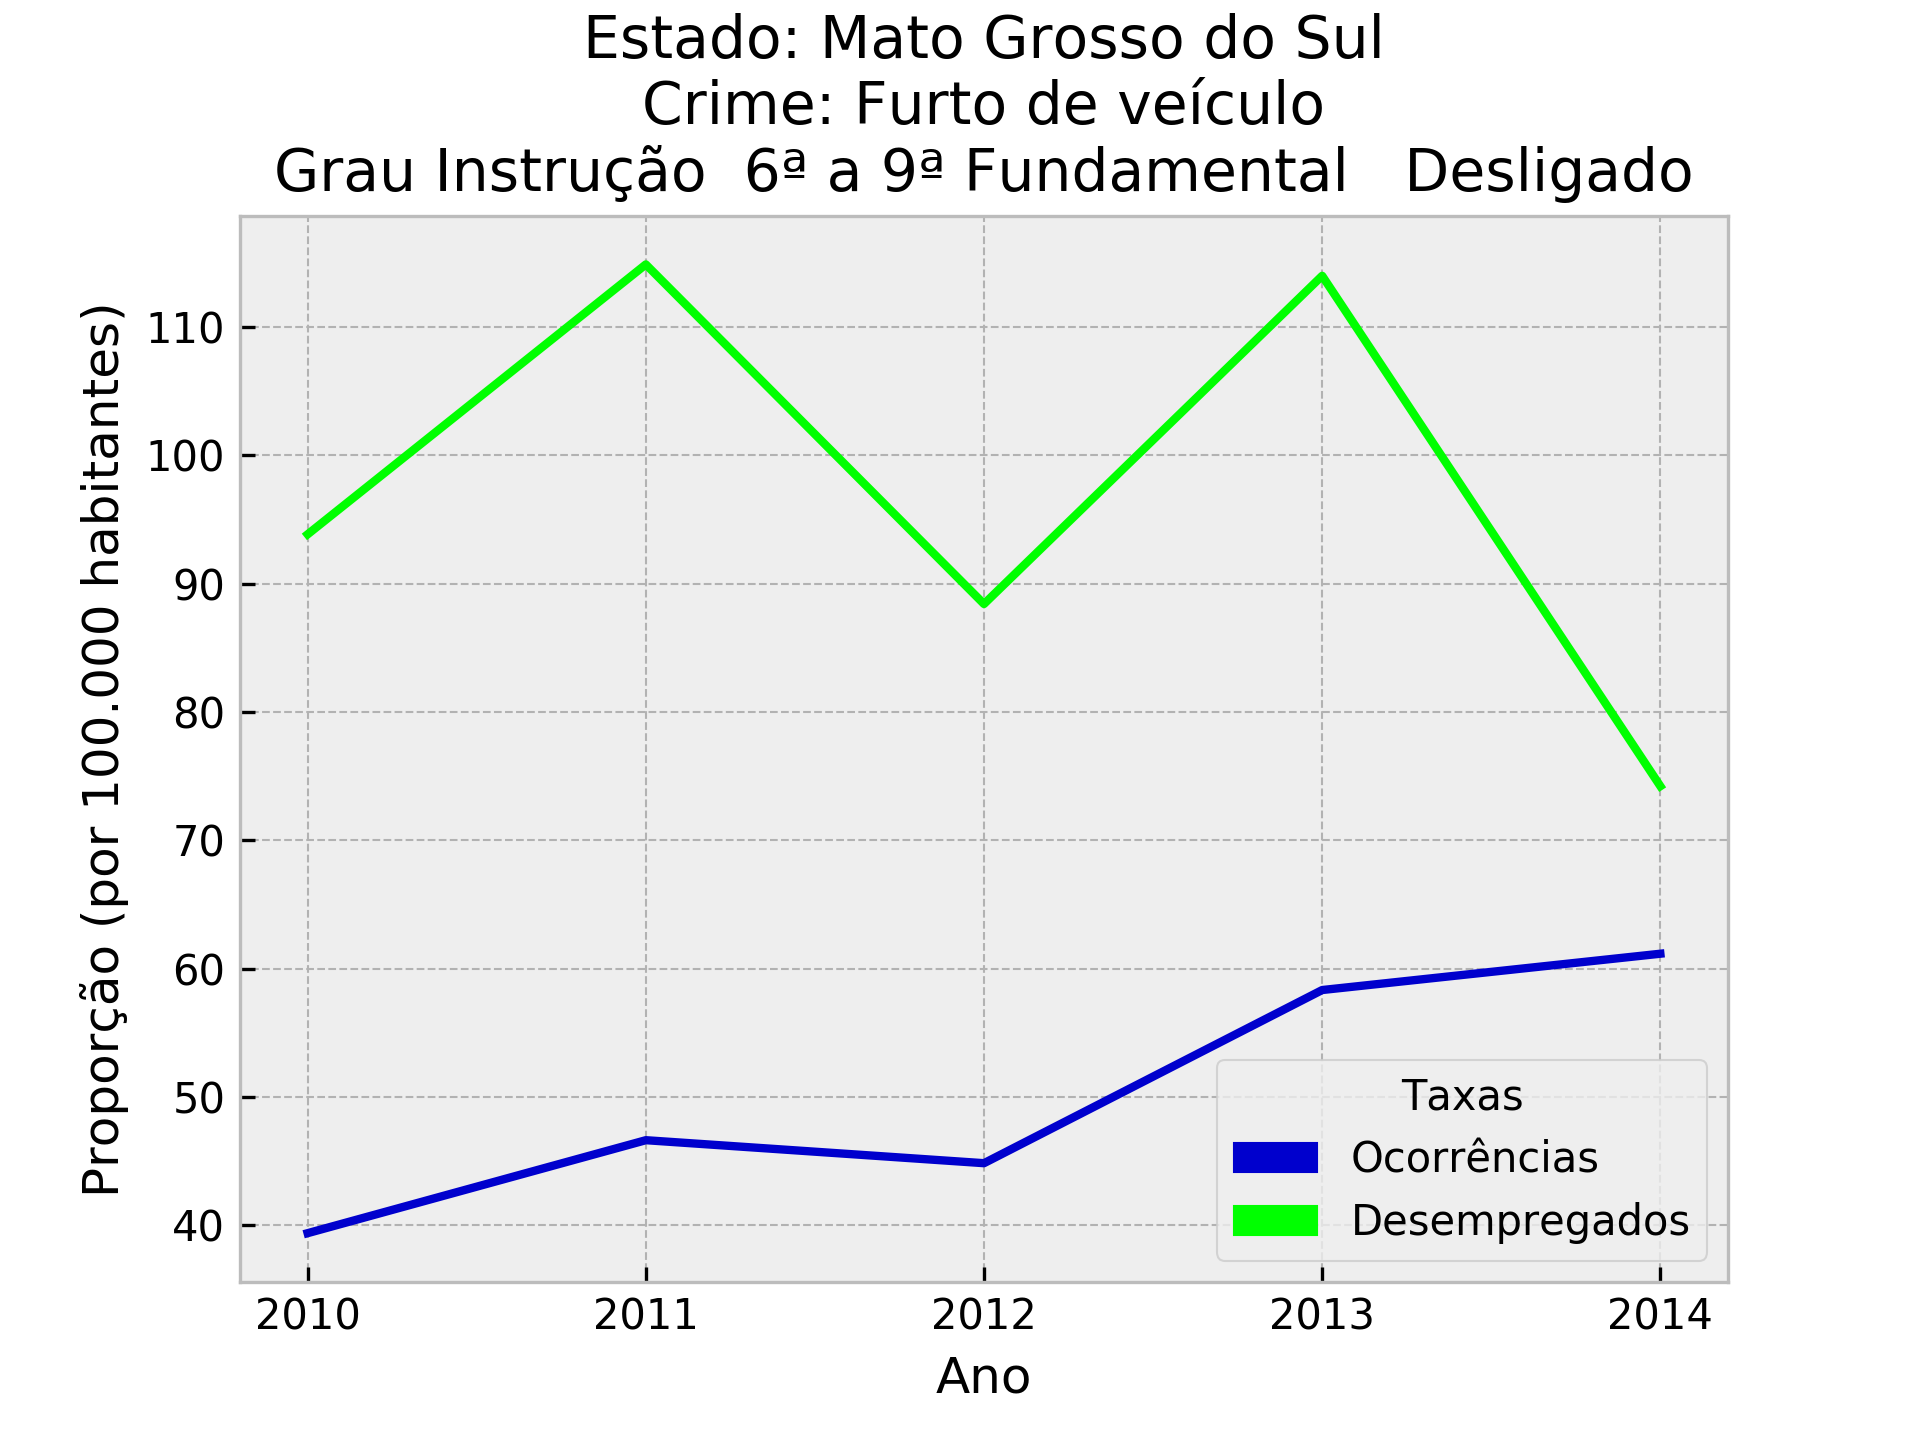 Estado: Mato Grosso do Sul
Crime: Furto de veículo
Grau Instrução  6ª a 9ª Fundamental   Desligado
Proporção (por 100.000 habitantes)
110
100
90
80
70
60
50
40
Taxas
Ocorrências
Desempregados
2010 2011 2012 2013 2014
Ano